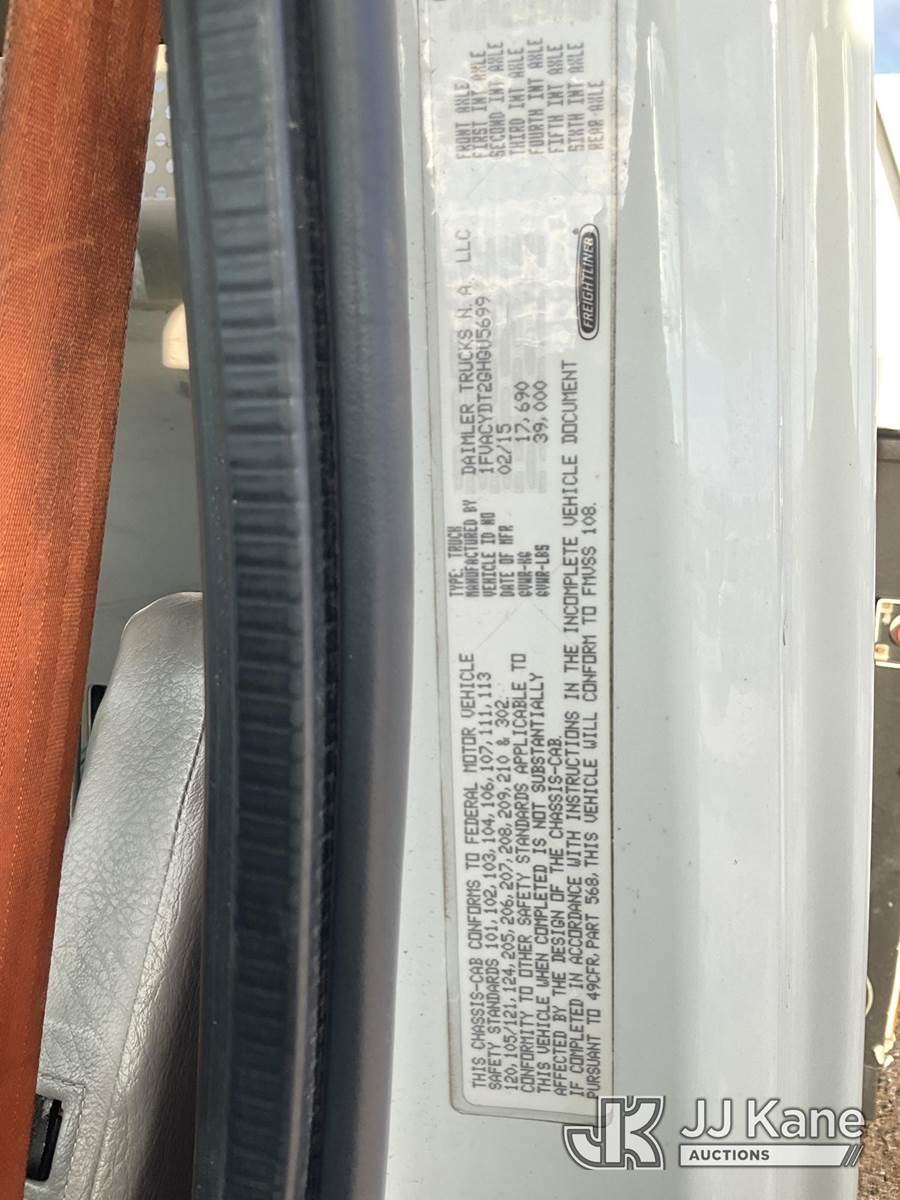 THIS CHASSIS-CAB CONFORMS TO FEDERAL MOTOR VEHICLE
SAFETY STANDARDS 101, 102, 103, 104, 106, 107, 111, 113
120, 105/121, 124, 205, 206, 207, 208, 209, 210 & 302.
CONFORMITY TO OTHER SAFETY STANDARDS APPLICABLE TO
THIS VEHICLE WHEN COMPLETED IS NOT SUBSTANTIALLY
AFFECTED BY THE DESIGN OF THE CHASSIS-CAB.
IF COMPLETED IN ACCORDANCE WITH INSTRUCTIONS IN THE INCOMPLETE VEHICLE DOCUMENT
PURSUANT TO 49CFR, PART 568, THIS VEHICLE WILL CONFORM TO FMVSS 108.
TYPE: TRUCK
MANUFACTURED BY DAIMLER TRUCKS N. A. LLC
VEHICLE ID NO 1FVACYDT2GHGU5699
DATE OF MFR 02/15
GVWR-KG 17,690
GVWR-LBS 39,000
FREIGHTLINER
FRONT AXLE
FIRST INT AXLE
SECOND INT AXLE
THIRD INT AXLE
FOURTH INT AXLE
FIFTH INT AXLE
SIXTH INT AXLE
REAR AXLE
JK JJ Kane
AUCTIONS